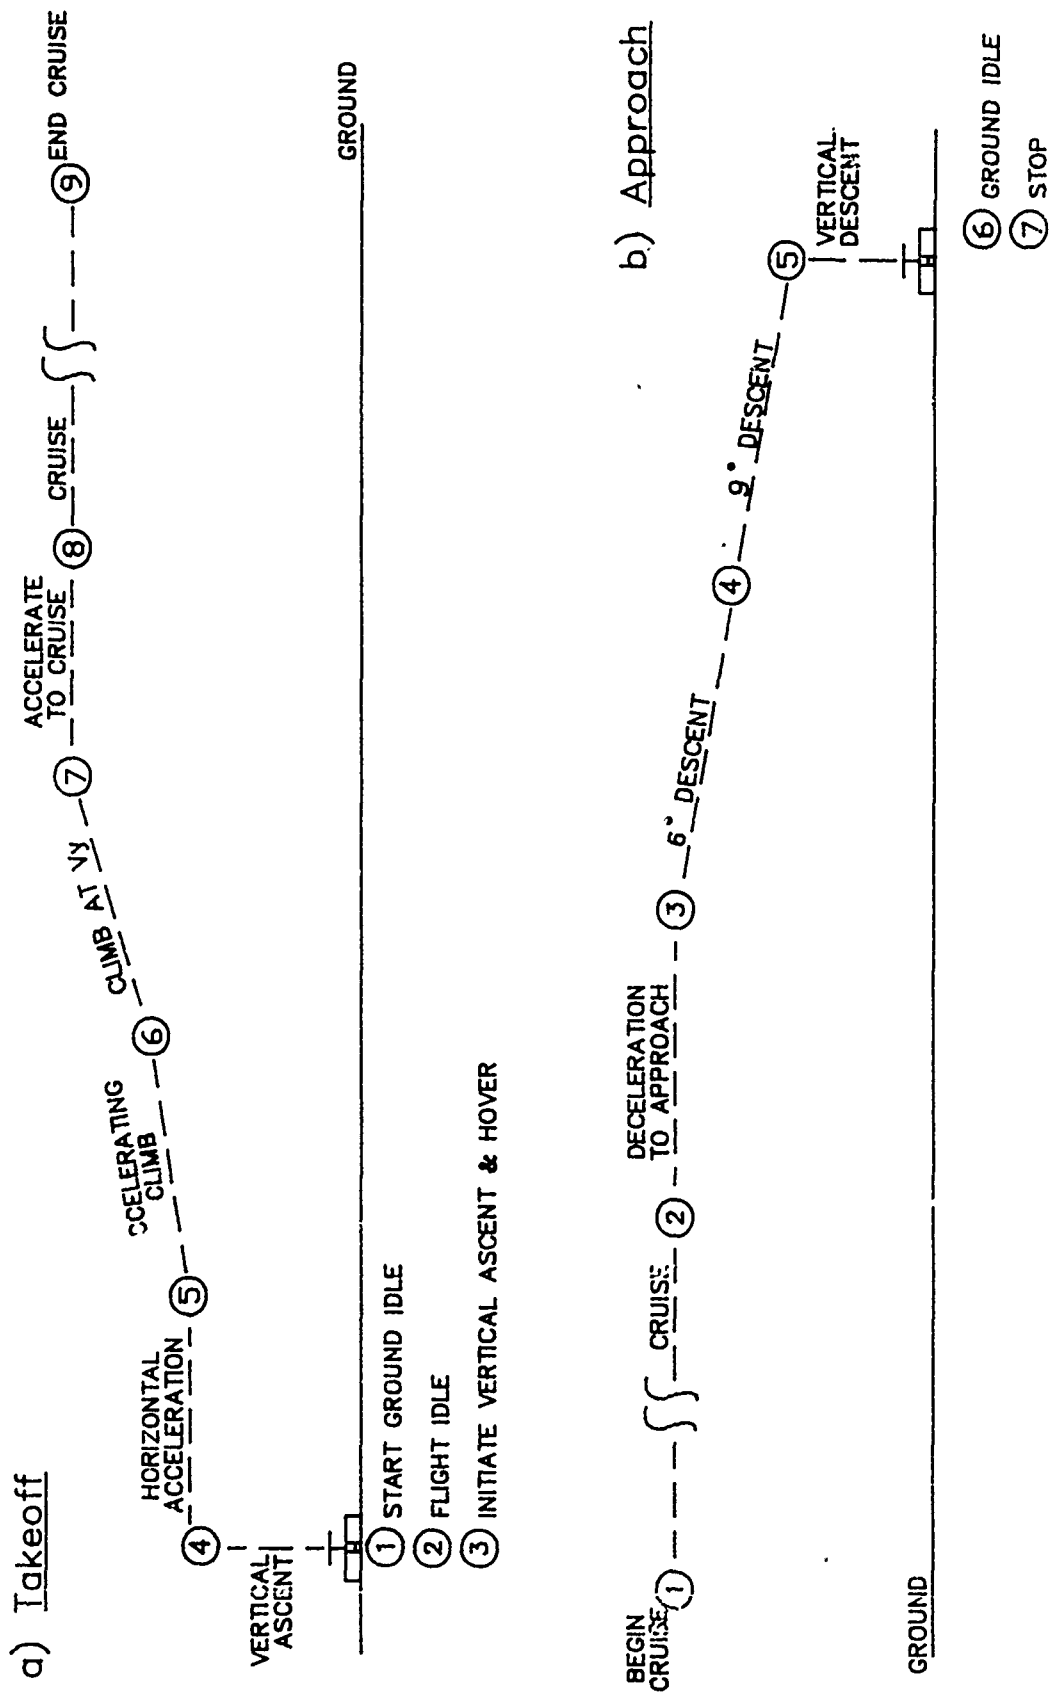 a) Takeoff
ACCELERATE
TO CRUISE
7
8
CRUISE
9
END CRUISE
CLIMB AT Vy
6
CCELERATING
CLIMB
5
HORIZONTAL
ACCELERATION
4
VERTICAL
ASCENT
GROUND
1 START GROUND IDLE
2 FLIGHT IDLE
3 INITIATE VERTICAL ASCENT & HOVER
b) Approach
BEGIN
CRUISE
1
CRUISE
2
DECELERATION
TO APPROACH
3
6° DESCENT
4
9° DESCENT
5
VERTICAL
DESCENT
GROUND
6 GROUND IDLE
7 STOP